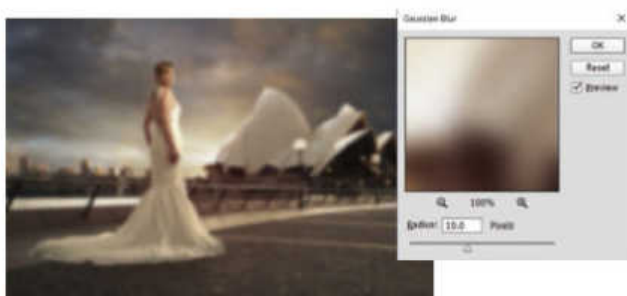 Gaussian Blur
OK
Reset
Preview
100%
Radius: 10.0 Pixels